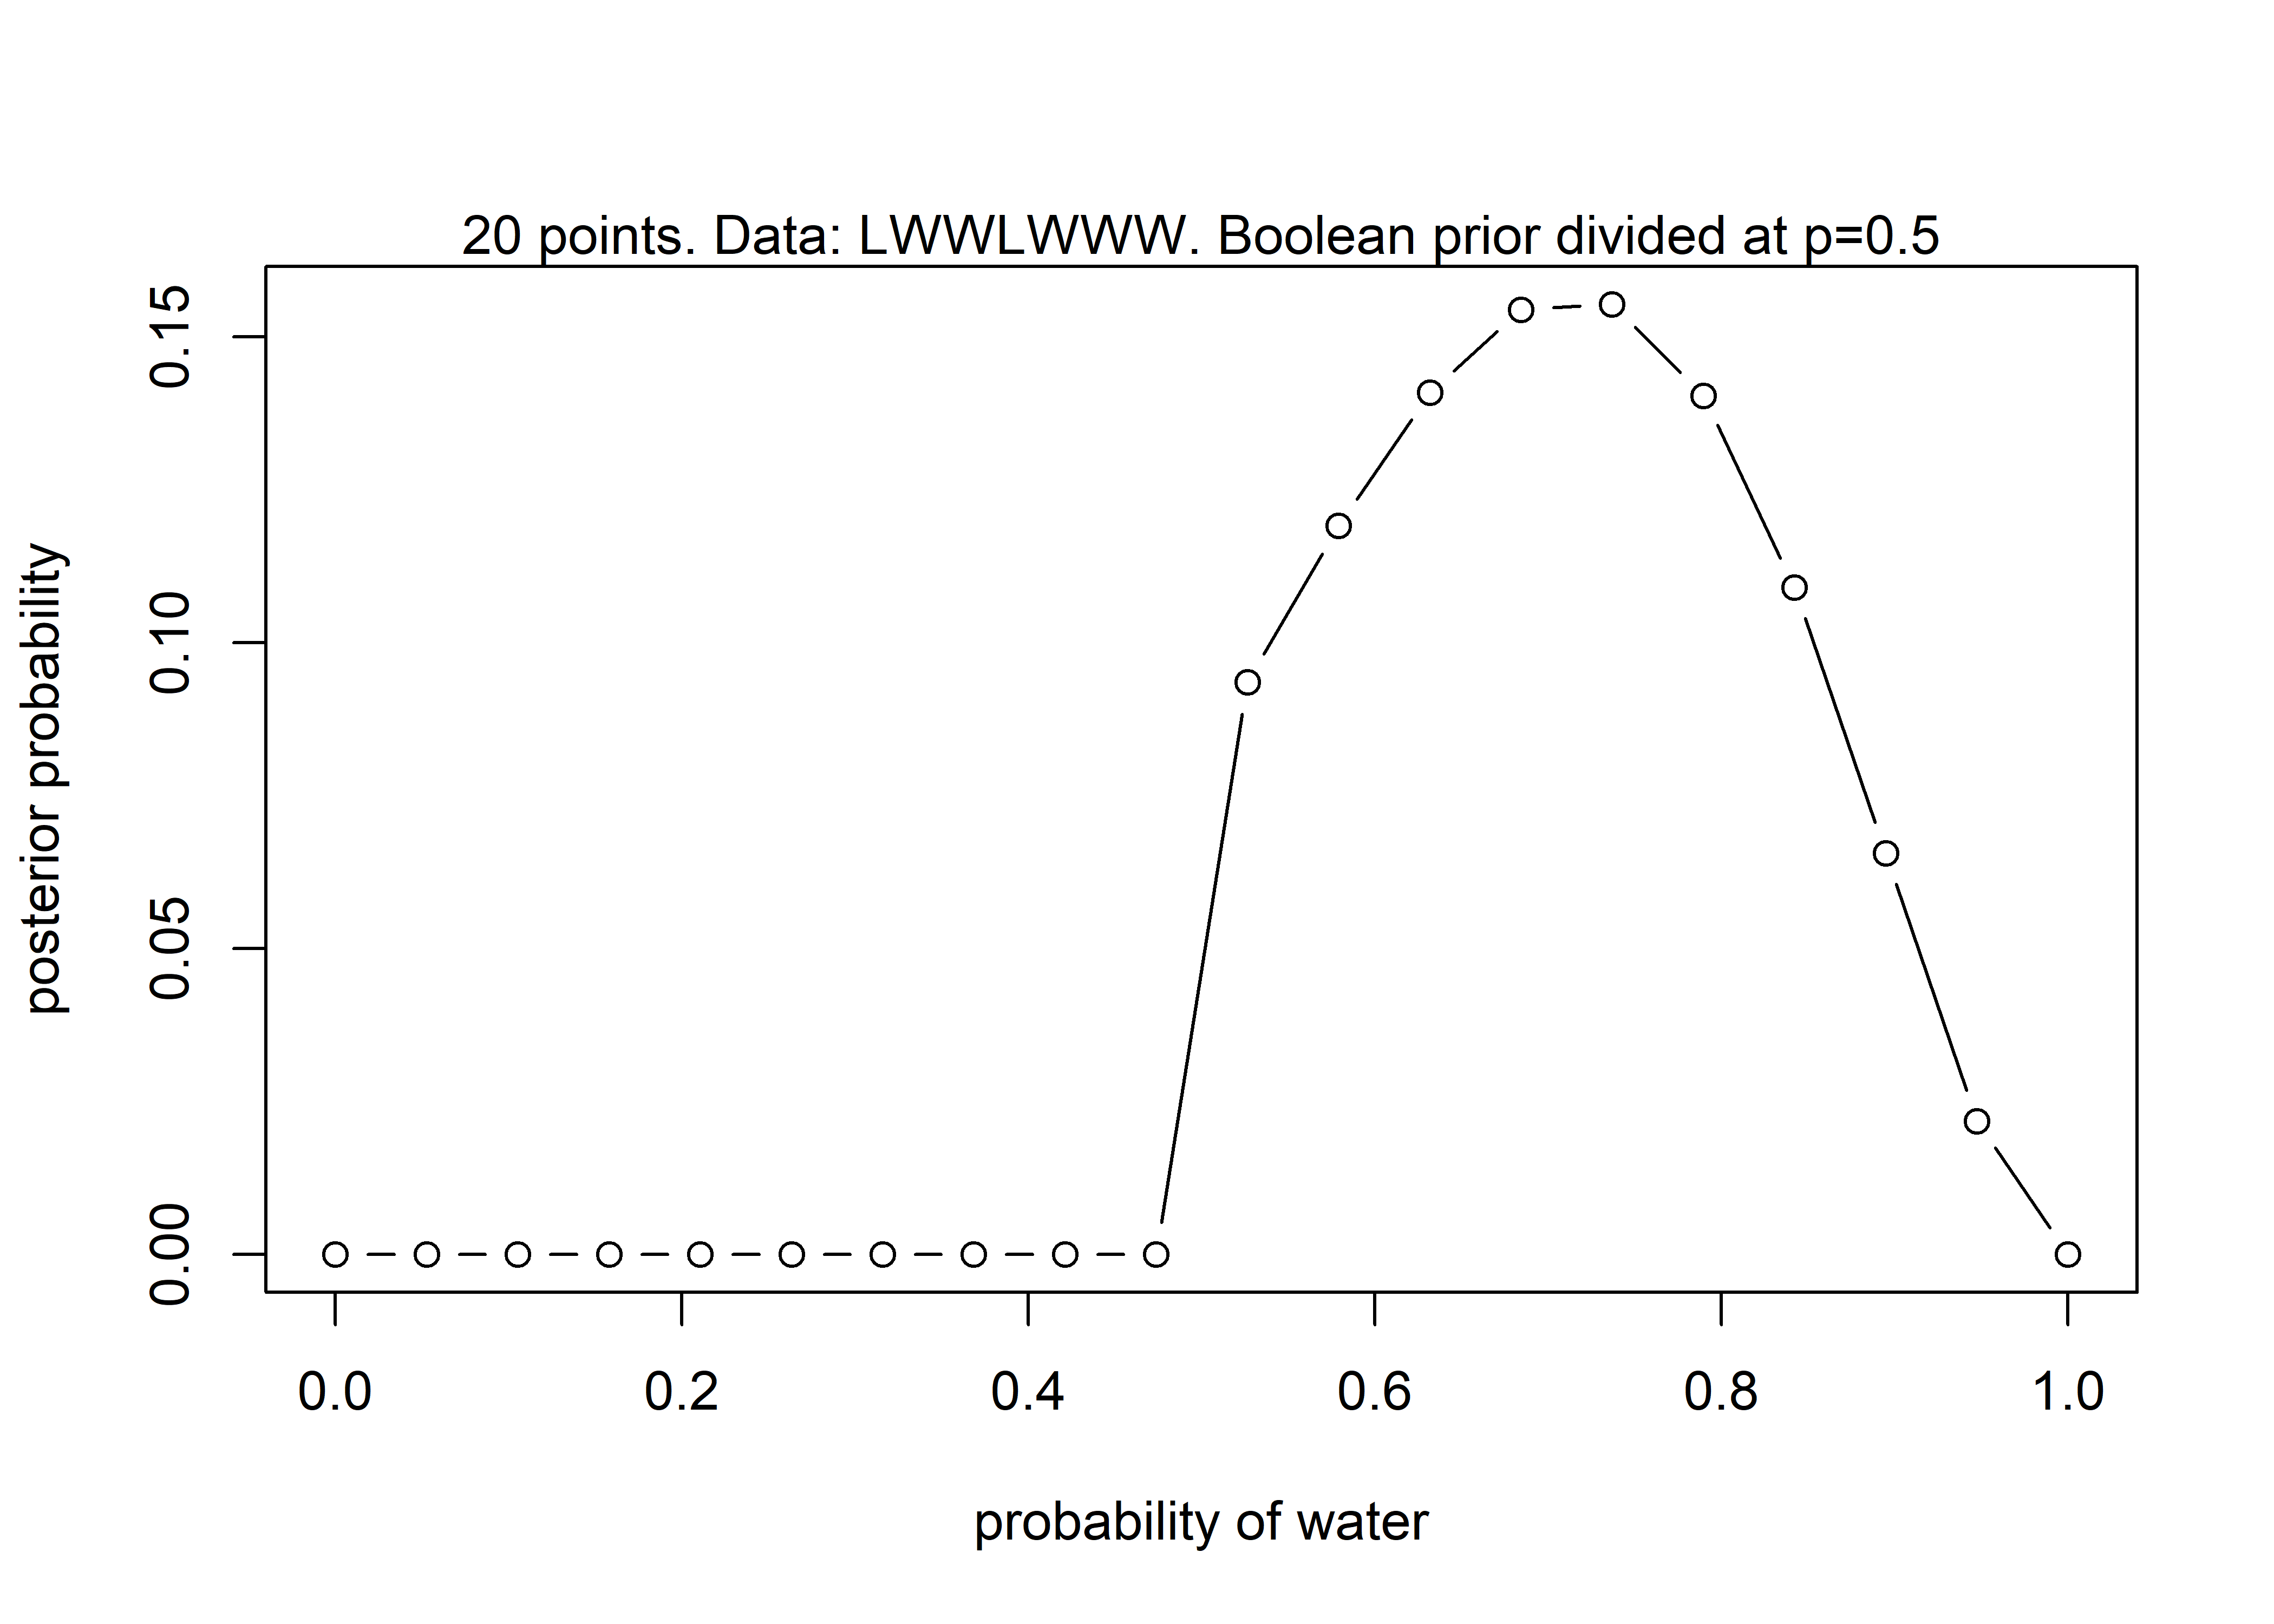 20 points. Data: LWWLWWW. Boolean prior divided at p=0.5
posterior probability
0.15
0.10
0.05
0.00
0.0 0.2 0.4 0.6 0.8 1.0
probability of water